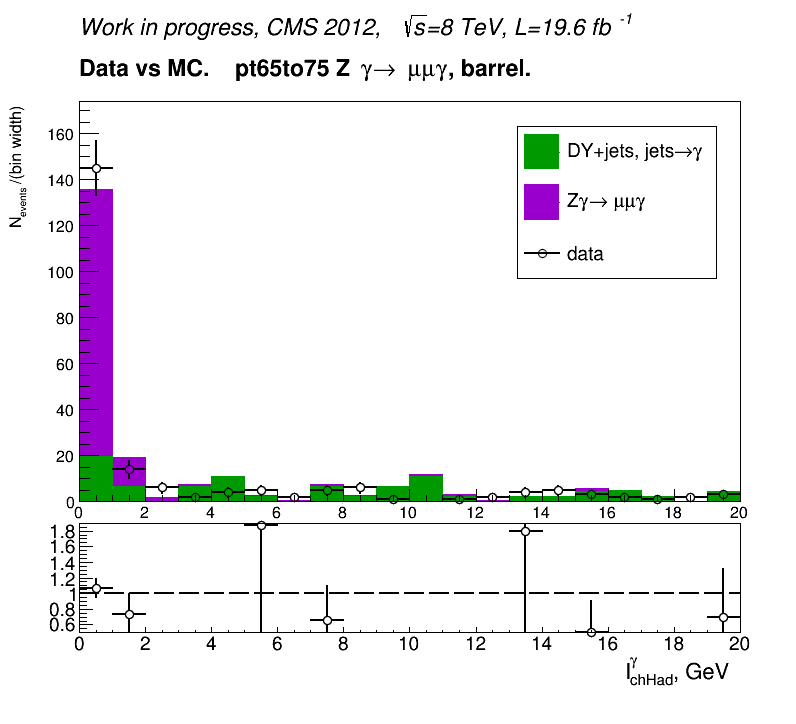 Work in progress, CMS 2012, √s=8 TeV, L=19.6 fb⁻¹
Data vs MC. pt65to75 Z γ→ μμγ, barrel.
N_events /(bin width)
160
140
120
100
80
60
40
20
0
DY+jets, jets→γ
Zγ→ μμγ
data
0 2 4 6 8 10 12 14 16 18 20
1.8
1.6
1.4
1.2
1
0.8
0.6
0 2 4 6 8 10 12 14 16 18 20
I^γ_chHad, GeV